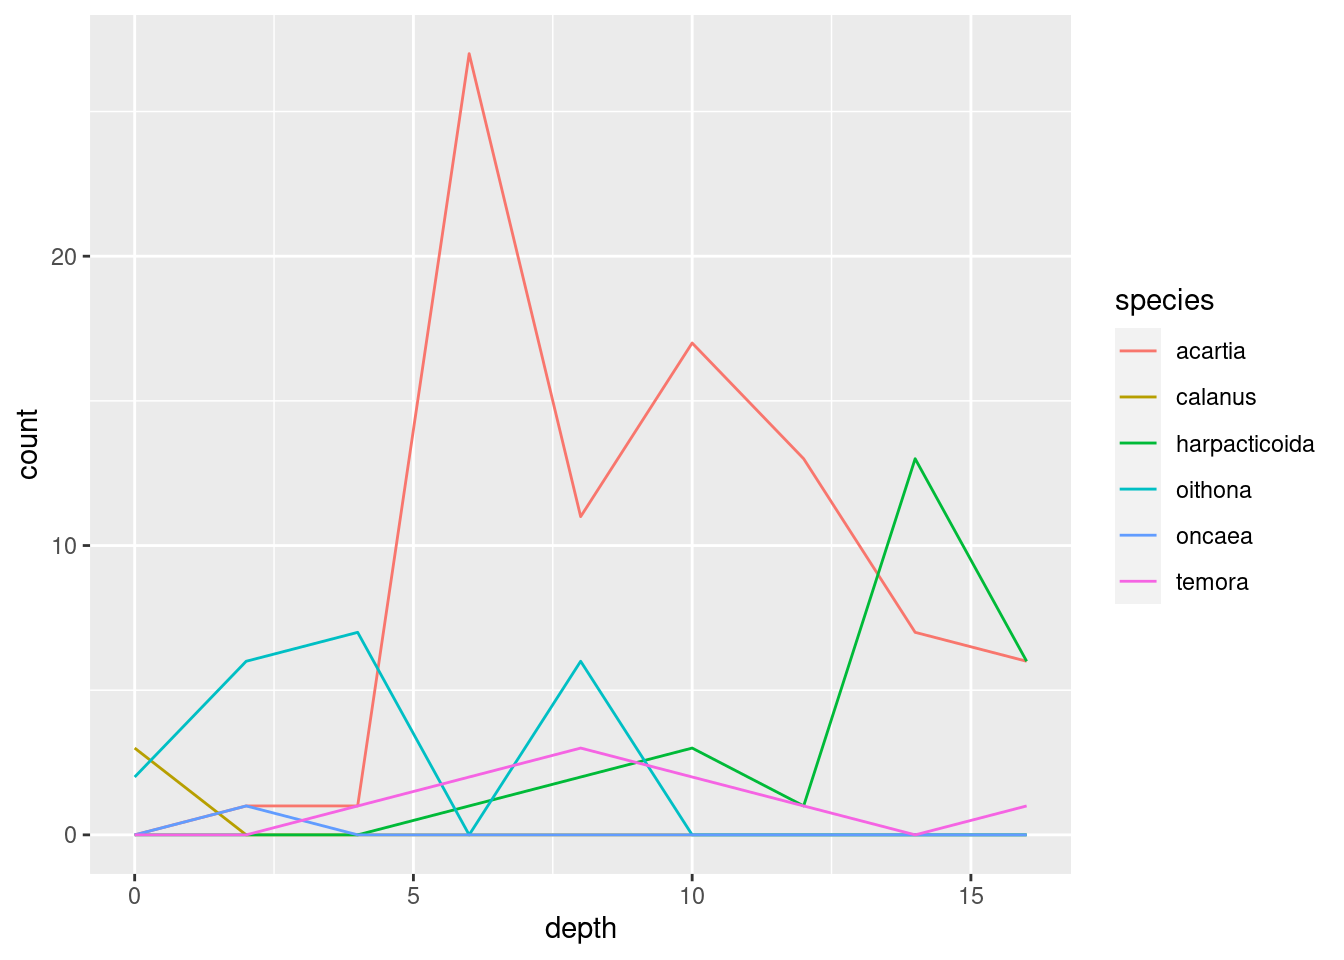 20
10
0
count
0 5 10 15
depth
species
acartia
calanus
harpacticoida
oithona
oncaea
temora